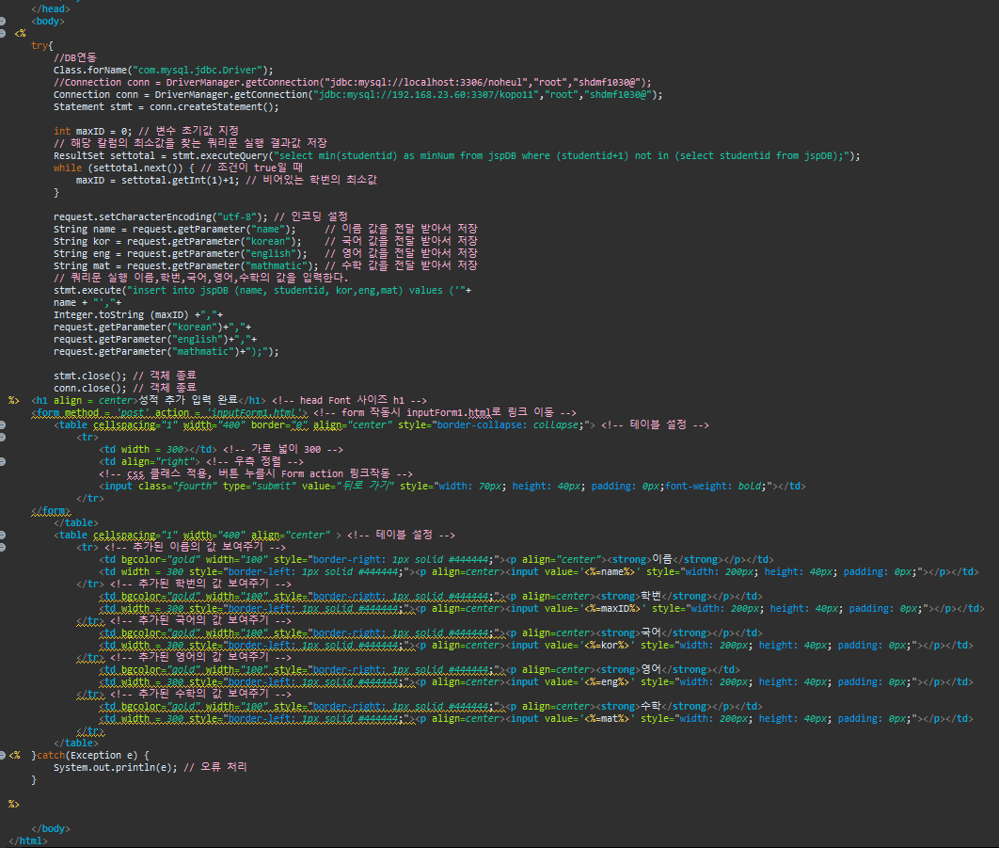 </head>
<body>
<%
try{
//DB연동
Class.forName("com.mysql.jdbc.Driver");
//Connection conn = DriverManager.getConnection("jdbc:mysql://localhost:3306/noheul","root","shdmf1030@");
Connection conn = DriverManager.getConnection("jdbc:mysql://192.168.23.60:3307/kopo11","root","shdmf1030@");
Statement stmt = conn.createStatement();
int maxID = 0; // 변수 초기값 지정
// 해당 칼럼의 최소값을 찾는 쿼리문 실행 결과값 저장
ResultSet settotal = stmt.executeQuery("select min(studentid) as minNum from jspDB where (studentid+1) not in (select studentid from jspDB);");
while (settotal.next()) { // 조건이 true일 때
maxID = settotal.getInt(1)+1; // 비어있는 학번의 최소값
}
request.setCharacterEncoding("utf-8"); // 인코딩 설정
String name = request.getParameter("name"); // 이름 값을 전달 받아서 저장
String kor = request.getParameter("korean"); // 국어 값을 전달 받아서 저장
String eng = request.getParameter("english"); // 영어 값을 전달 받아서 저장
String mat = request.getParameter("mathmatic"); // 수학 값을 전달 받아서 저장
// 쿼리문 실행 이름,학번,국어,영어,수학의 값을 입력한다.
stmt.execute("insert into jspDB (name, studentid, kor,eng,mat) values ('"+
name + "',"+
Integer.toString (maxID) +","+
request.getParameter("korean")+","+
request.getParameter("english")+","+
request.getParameter("mathmatic")+");");
stmt.close(); // 객체 종료
conn.close(); // 객체 종료
%> <h1 align = center>성적 추가 입력 완료</h1> <!-- head Font 사이즈 h1 -->
<form method = 'post' action = 'inputForm1.html'> <!-- form 작동시 inputForm1.html로 링크 이동 -->
<table cellspacing="1" width="400" border="0" align="center" style="border-collapse: collapse;"> <!-- 테이블 설정 -->
<tr>
<td width = 300></td> <!-- 가로 넓이 300 -->
<td align="right"> <!-- 우측 정렬 -->
<!-- css 클래스 적용, 버튼 누를시 Form action 링크작동 -->
<input class="fourth" type="submit" value="뒤로 가기" style="width: 70px; height: 40px; padding: 0px;font-weight: bold;"></td>
</tr>
</form>
</table>
<table cellspacing="1" width="400" align="center" > <!-- 테이블 설정 -->
<tr> <!-- 추가된 이름의 값 보여주기 -->
<td bgcolor="gold" width="100" style="border-right: 1px solid #444444;"><p align="center"><strong>이름</strong></p></td>
<td width = 300 style="border-left: 1px solid #444444;"><p align=center><input value='<%=name%>' style="width: 200px; height: 40px; padding: 0px;"></p></td>
</tr> <!-- 추가된 학번의 값 보여주기 -->
<td bgcolor="gold" width="100" style="border-right: 1px solid #444444;"><p align=center><strong>학번</strong></p></td>
<td width = 300 style="border-left: 1px solid #444444;"><p align=center><input value='<%=maxID%>' style="width: 200px; height: 40px; padding: 0px;"></p></td>
</tr> <!-- 추가된 국어의 값 보여주기 -->
<td bgcolor="gold" width="100" style="border-right: 1px solid #444444;"><p align=center><strong>국어</strong></p></td>
<td width = 300 style="border-left: 1px solid #444444;"><p align=center><input value='<%=kor%>' style="width: 200px; height: 40px; padding: 0px;"></p></td>
</tr> <!-- 추가된 영어의 값 보여주기 -->
<td bgcolor="gold" width="100" style="border-right: 1px solid #444444;"><p align=center><strong>영어</strong></td>
<td width = 300 style="border-left: 1px solid #444444;"><p align=center><input value='<%=eng%>' style="width: 200px; height: 40px; padding: 0px;"></p></td>
</tr> <!-- 추가된 수학의 값 보여주기 -->
<td bgcolor="gold" width="100" style="border-right: 1px solid #444444;"><p align=center><strong>수학</strong></p></td>
<td width = 300 style="border-left: 1px solid #444444;"><p align=center><input value='<%=mat%>' style="width: 200px; height: 40px; padding: 0px;"></p></td>
</tr>
</table>
<% }catch(Exception e) {
System.out.println(e); // 오류 처리
}
%>
</body>
</html>